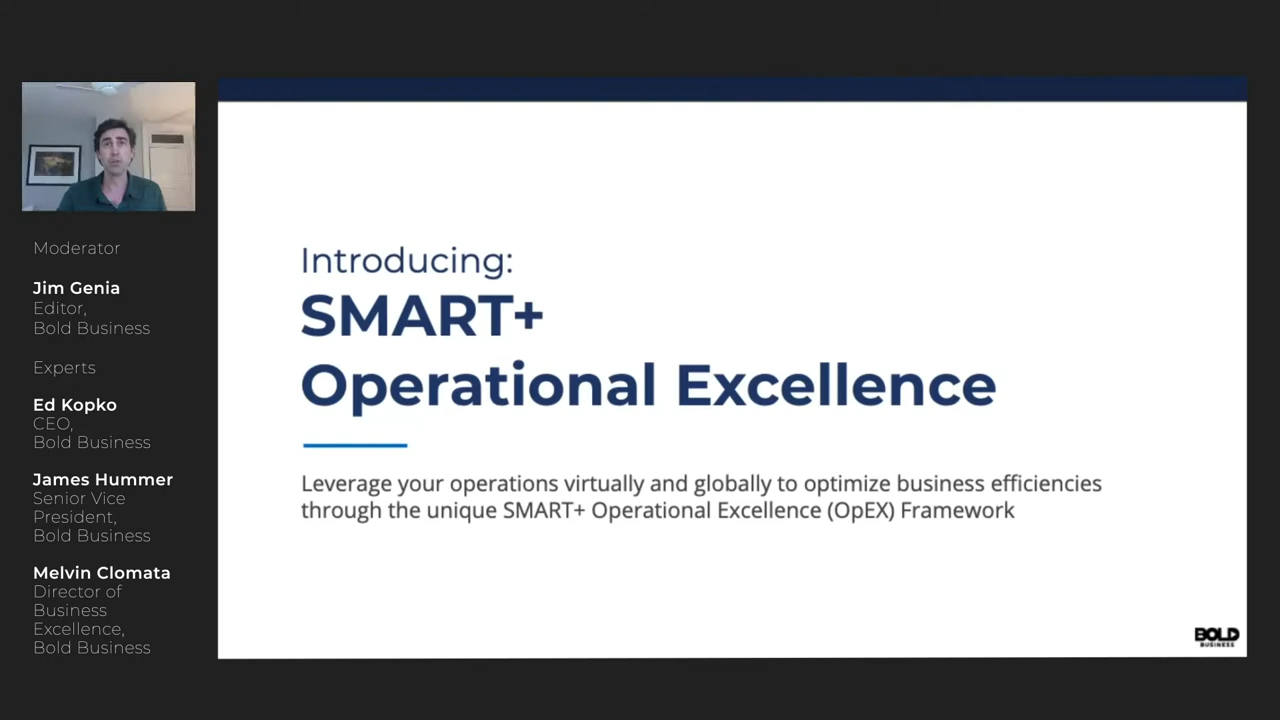 Moderator
Jim Genia
Editor,
Bold Business
Experts
Ed Kopko
CEO,
Bold Business
James Hummer
Senior Vice
President,
Bold Business
Melvin Clomata
Director of
Business
Excellence,
Bold Business
Introducing:
SMART+
Operational Excellence
Leverage your operations virtually and globally to optimize business efficiencies
through the unique SMART+ Operational Excellence (OpEX) Framework
BOLD
BUSINESS